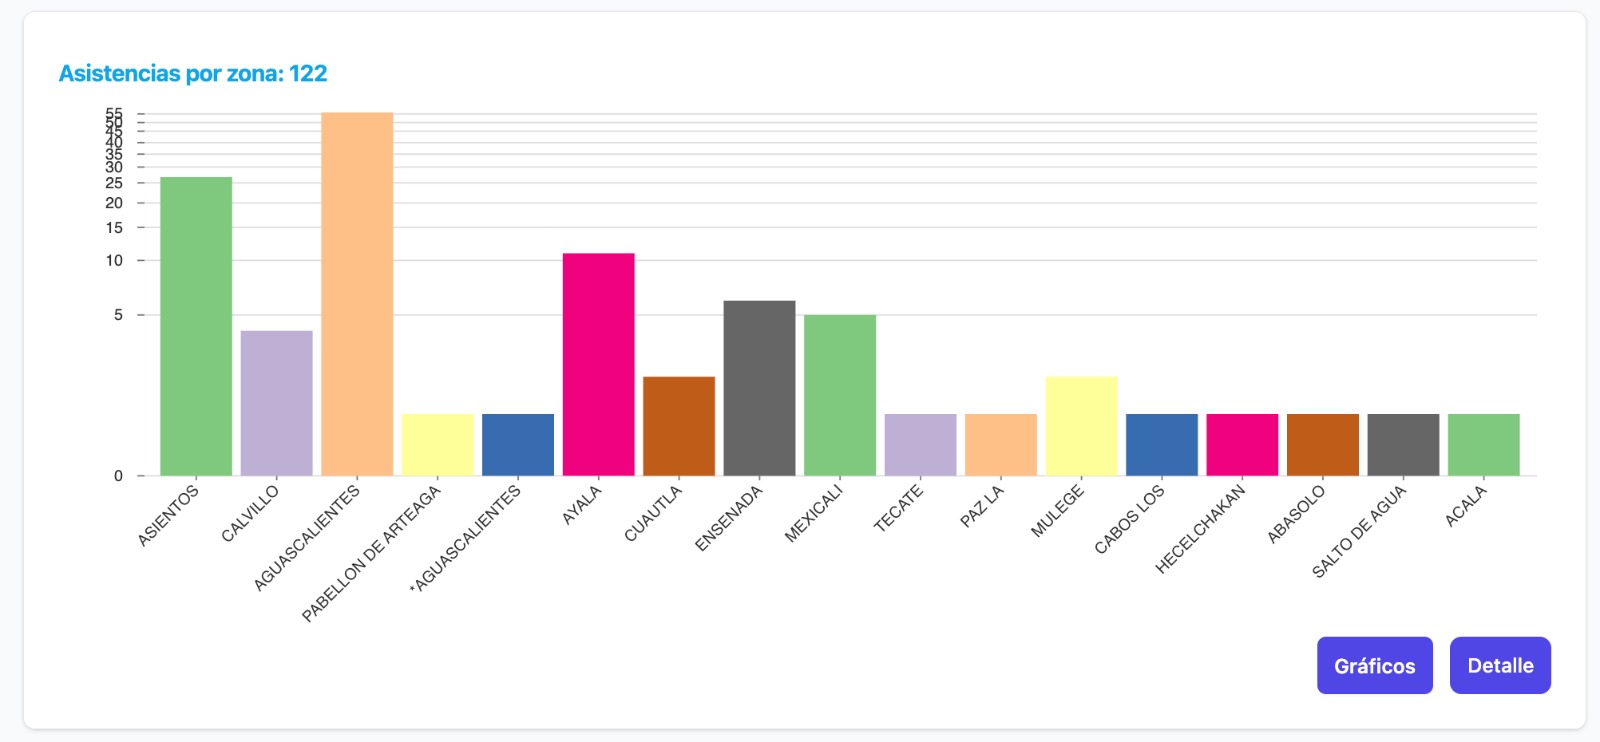 Asistencias por zona: 122
55
50
45
40
35
30
25
20
15
10
5
0
ASIENTOS
CALVILLO
AGUASCALIENTES
PABELLON DE ARTEAGA
*AGUASCALIENTES
AYALA
CUAUTLA
ENSENADA
MEXICALI
TECATE
PAZ LA
MULEGE
CABOS LOS
HECELCHAKAN
ABASOLO
SALTO DE AGUA
ACALA
Gráficos
Detalle